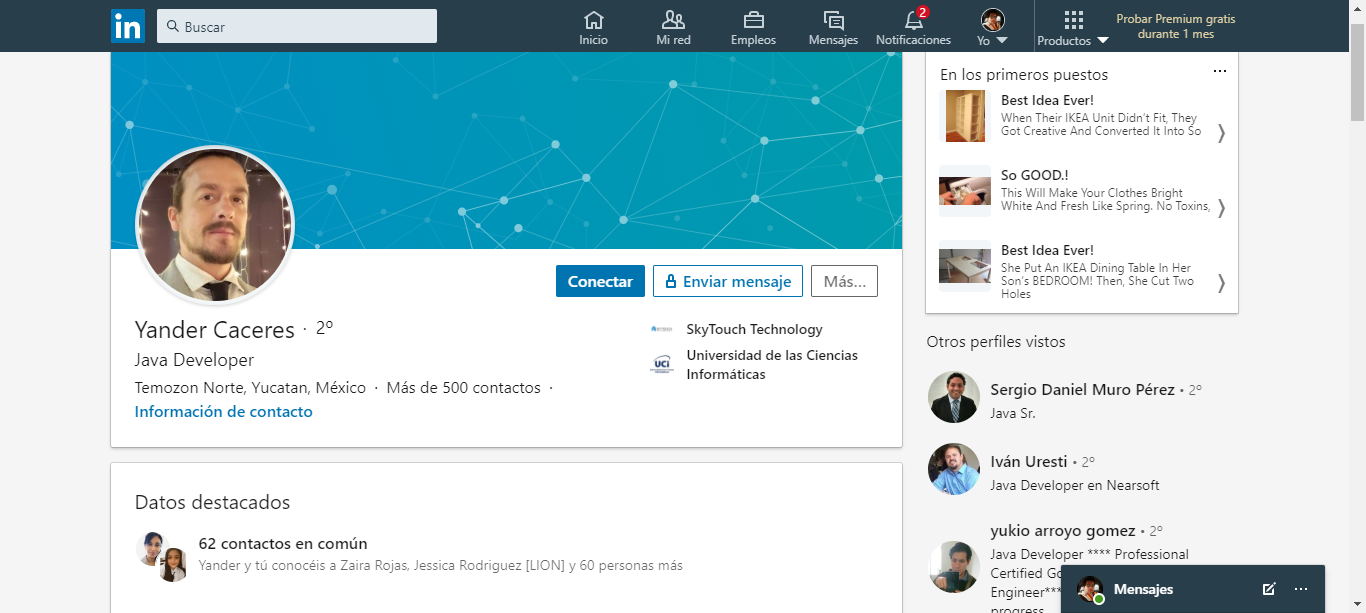 in
Buscar
Inicio
Mi red
Empleos
Mensajes
2
Notificaciones
Yo
Productos
Probar Premium gratis
durante 1 mes
Conectar
Enviar mensaje
Más...
Yander Caceres · 2º
Java Developer
Temozon Norte, Yucatan, México · Más de 500 contactos ·
Información de contacto
SkyTouch Technology
UCI
Universidad de las Ciencias
Informáticas
Datos destacados
62 contactos en común
Yander y tú conocéis a Zaira Rojas, Jessica Rodriguez [LION] y 60 personas más
En los primeros puestos
...
Best Idea Ever!
When Their IKEA Unit Didn't Fit, They
Got Creative And Converted It Into So
So GOOD.!
This Will Make Your Clothes Bright
White And Fresh Like Spring. No Toxins,
Best Idea Ever!
She Put An IKEA Dining Table In Her
Son's BEDROOM! Then, She Cut Two
Holes
Otros perfiles vistos
Sergio Daniel Muro Pérez • 2º
Java Sr.
Iván Uresti • 2º
Java Developer en Nearsoft
yukio arroyo gomez • 2º
Java Developer **** Professional
Certified Go
Engineer***
progress
Mensajes
...